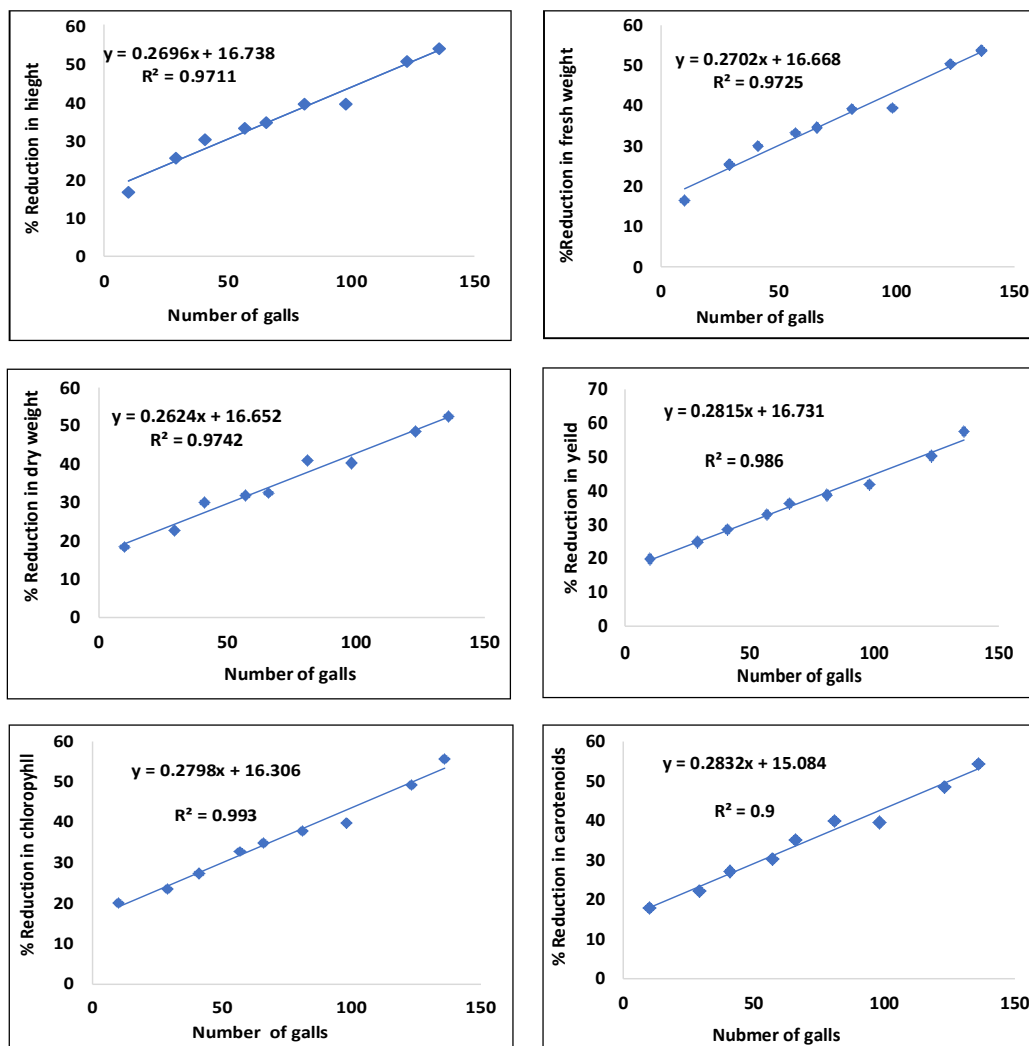 % Reduction in hieght
60
50
40
30
20
10
0
y = 0.2696x + 16.738
R² = 0.9711
0 50 100 150
Number of galls
%Reduction in fresh weight
60
50
40
30
20
10
0
y = 0.2702x + 16.668
R² = 0.9725
0 50 100 150
Number of galls
% Reduction in dry weight
60
50
40
30
20
10
0
y = 0.2624x + 16.652
R² = 0.9742
0 50 100 150
Number of galls
% Reduction in yeild
70
60
50
40
30
20
10
0
y = 0.2815x + 16.731
R² = 0.986
0 50 100 150
Number of galls
% Reduction in chloropyhll
60
50
40
30
20
10
0
y = 0.2798x + 16.306
R² = 0.993
0 50 100 150
Number of galls
% Reduction in carotenoids
60
50
40
30
20
10
0
y = 0.2832x + 15.084
R² = 0.9
0 50 100 150
Nubmer of galls